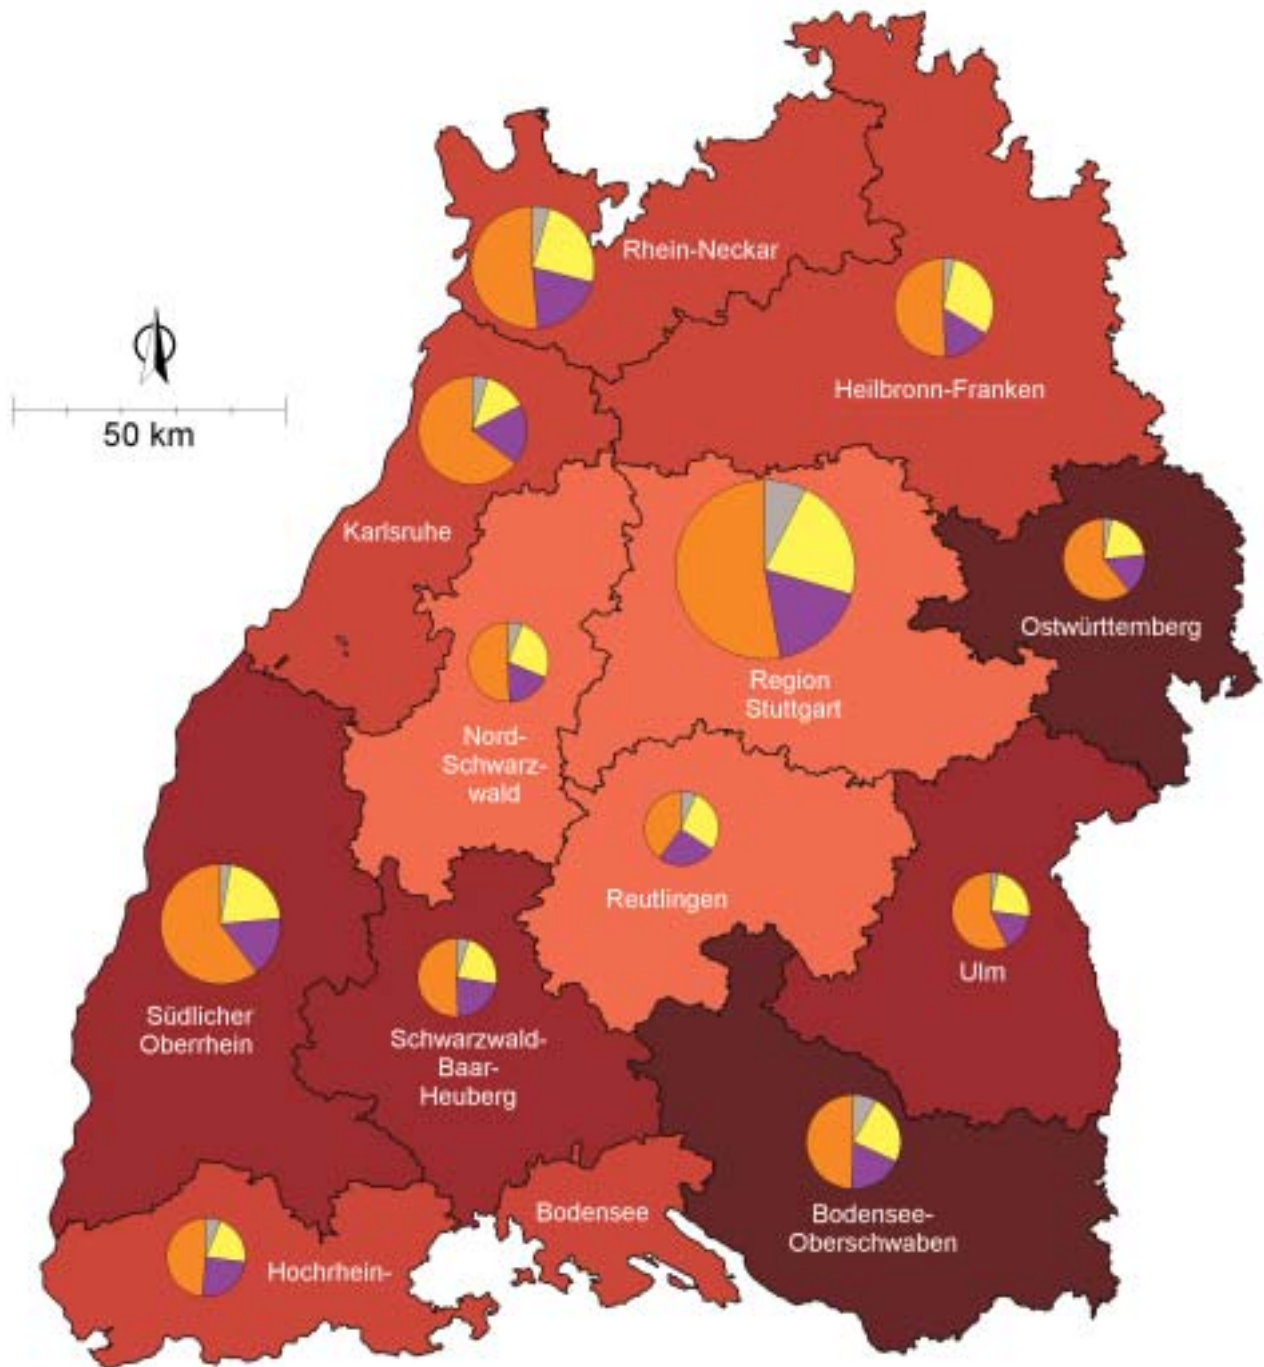 Rhein-Neckar
Heilbronn-Franken
50 km
Karlsruhe
Ostwürttemberg
Region
Stuttgart
Nord-
Schwarz-
wald
Reutlingen
Ulm
Südlicher
Oberrhein
Schwarzwald-
Baar-
Heuberg
Bodensee
Bodensee-
Oberschwaben
Hochrhein-